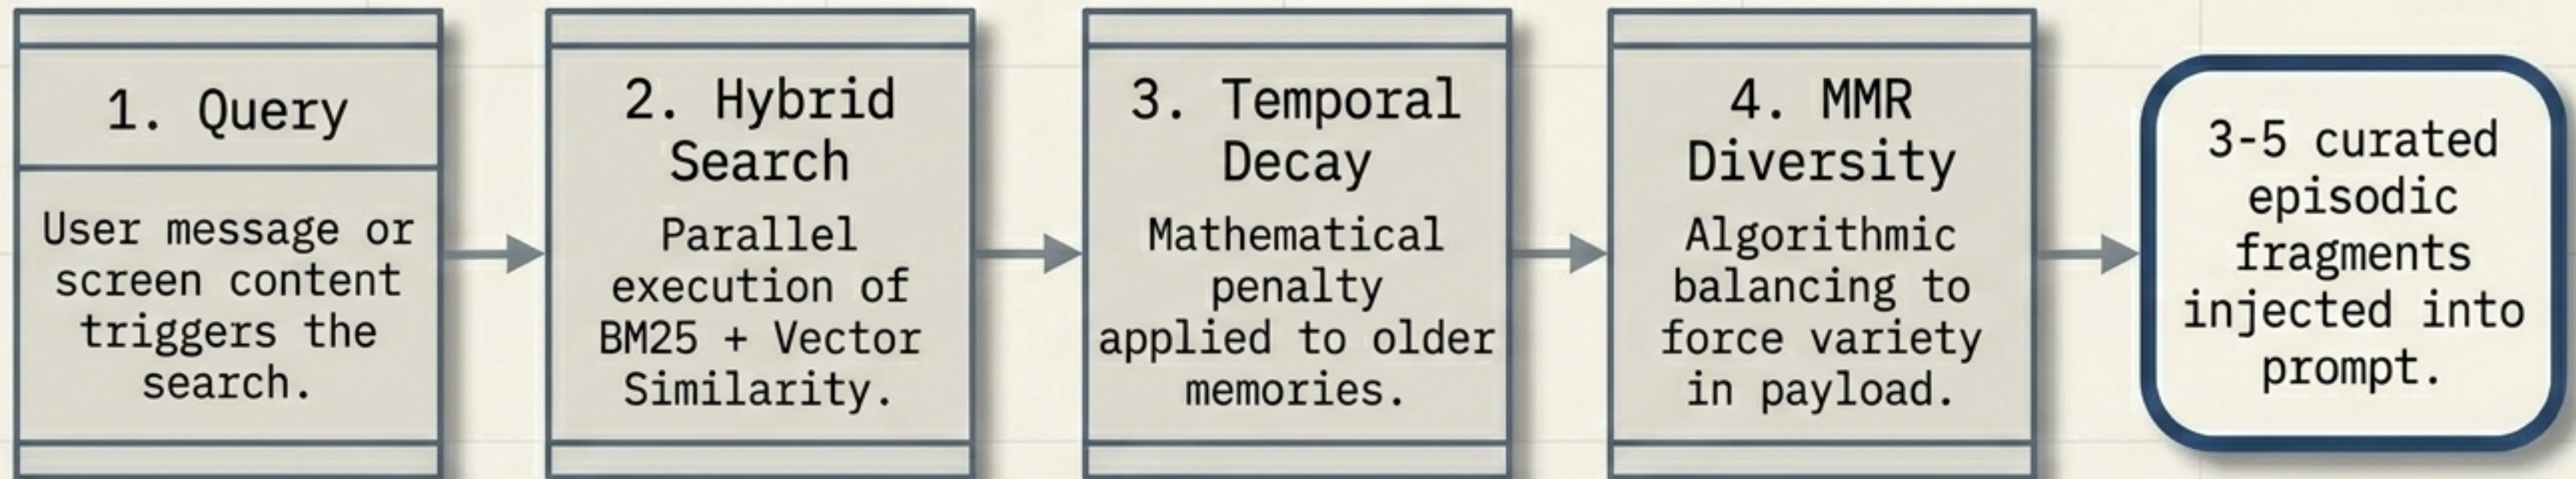 1. Query
User message or
screen content
triggers the
search.
2. Hybrid
Search
Parallel
execution of
BM25 + Vector
Similarity.
3. Temporal
Decay
Mathematical
penalty
applied to older
memories.
4. MMR
Diversity
Algorithmic
balancing to
force variety
in payload.
3-5 curated
episodic
fragments
injected into
prompt.